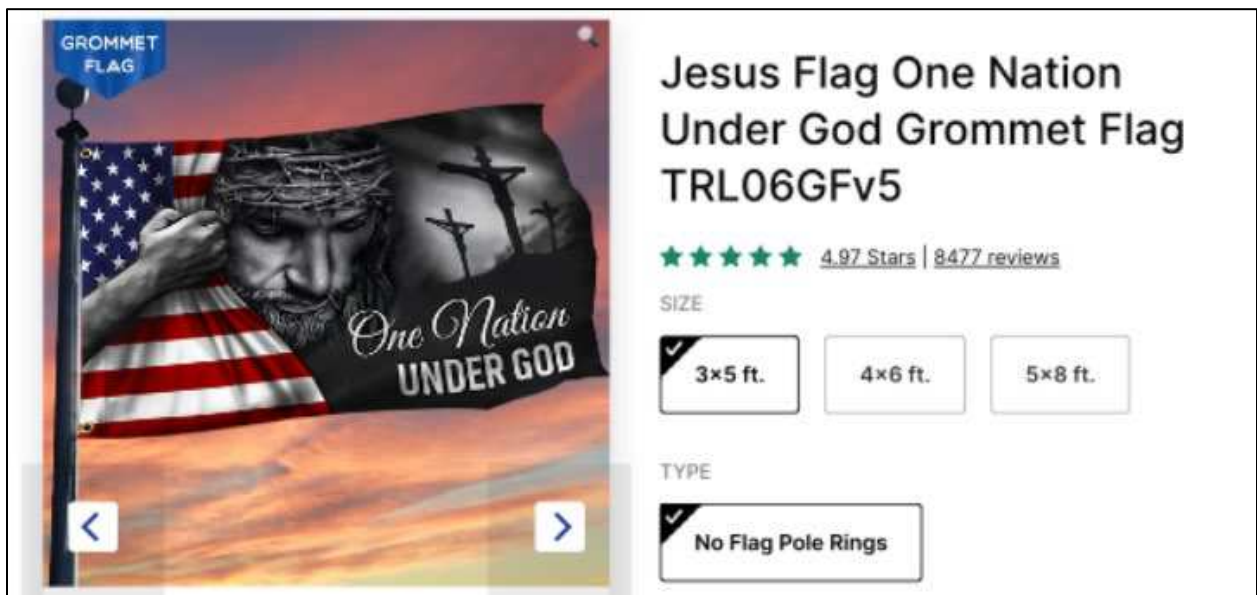 GROMMET
FLAG
One Nation
UNDER GOD
Jesus Flag One Nation
Under God Grommet Flag
TRL06GFv5
4.97 Stars | 8477 reviews
SIZE
3×5 ft.
4×6 ft.
5×8 ft.
TYPE
No Flag Pole Rings